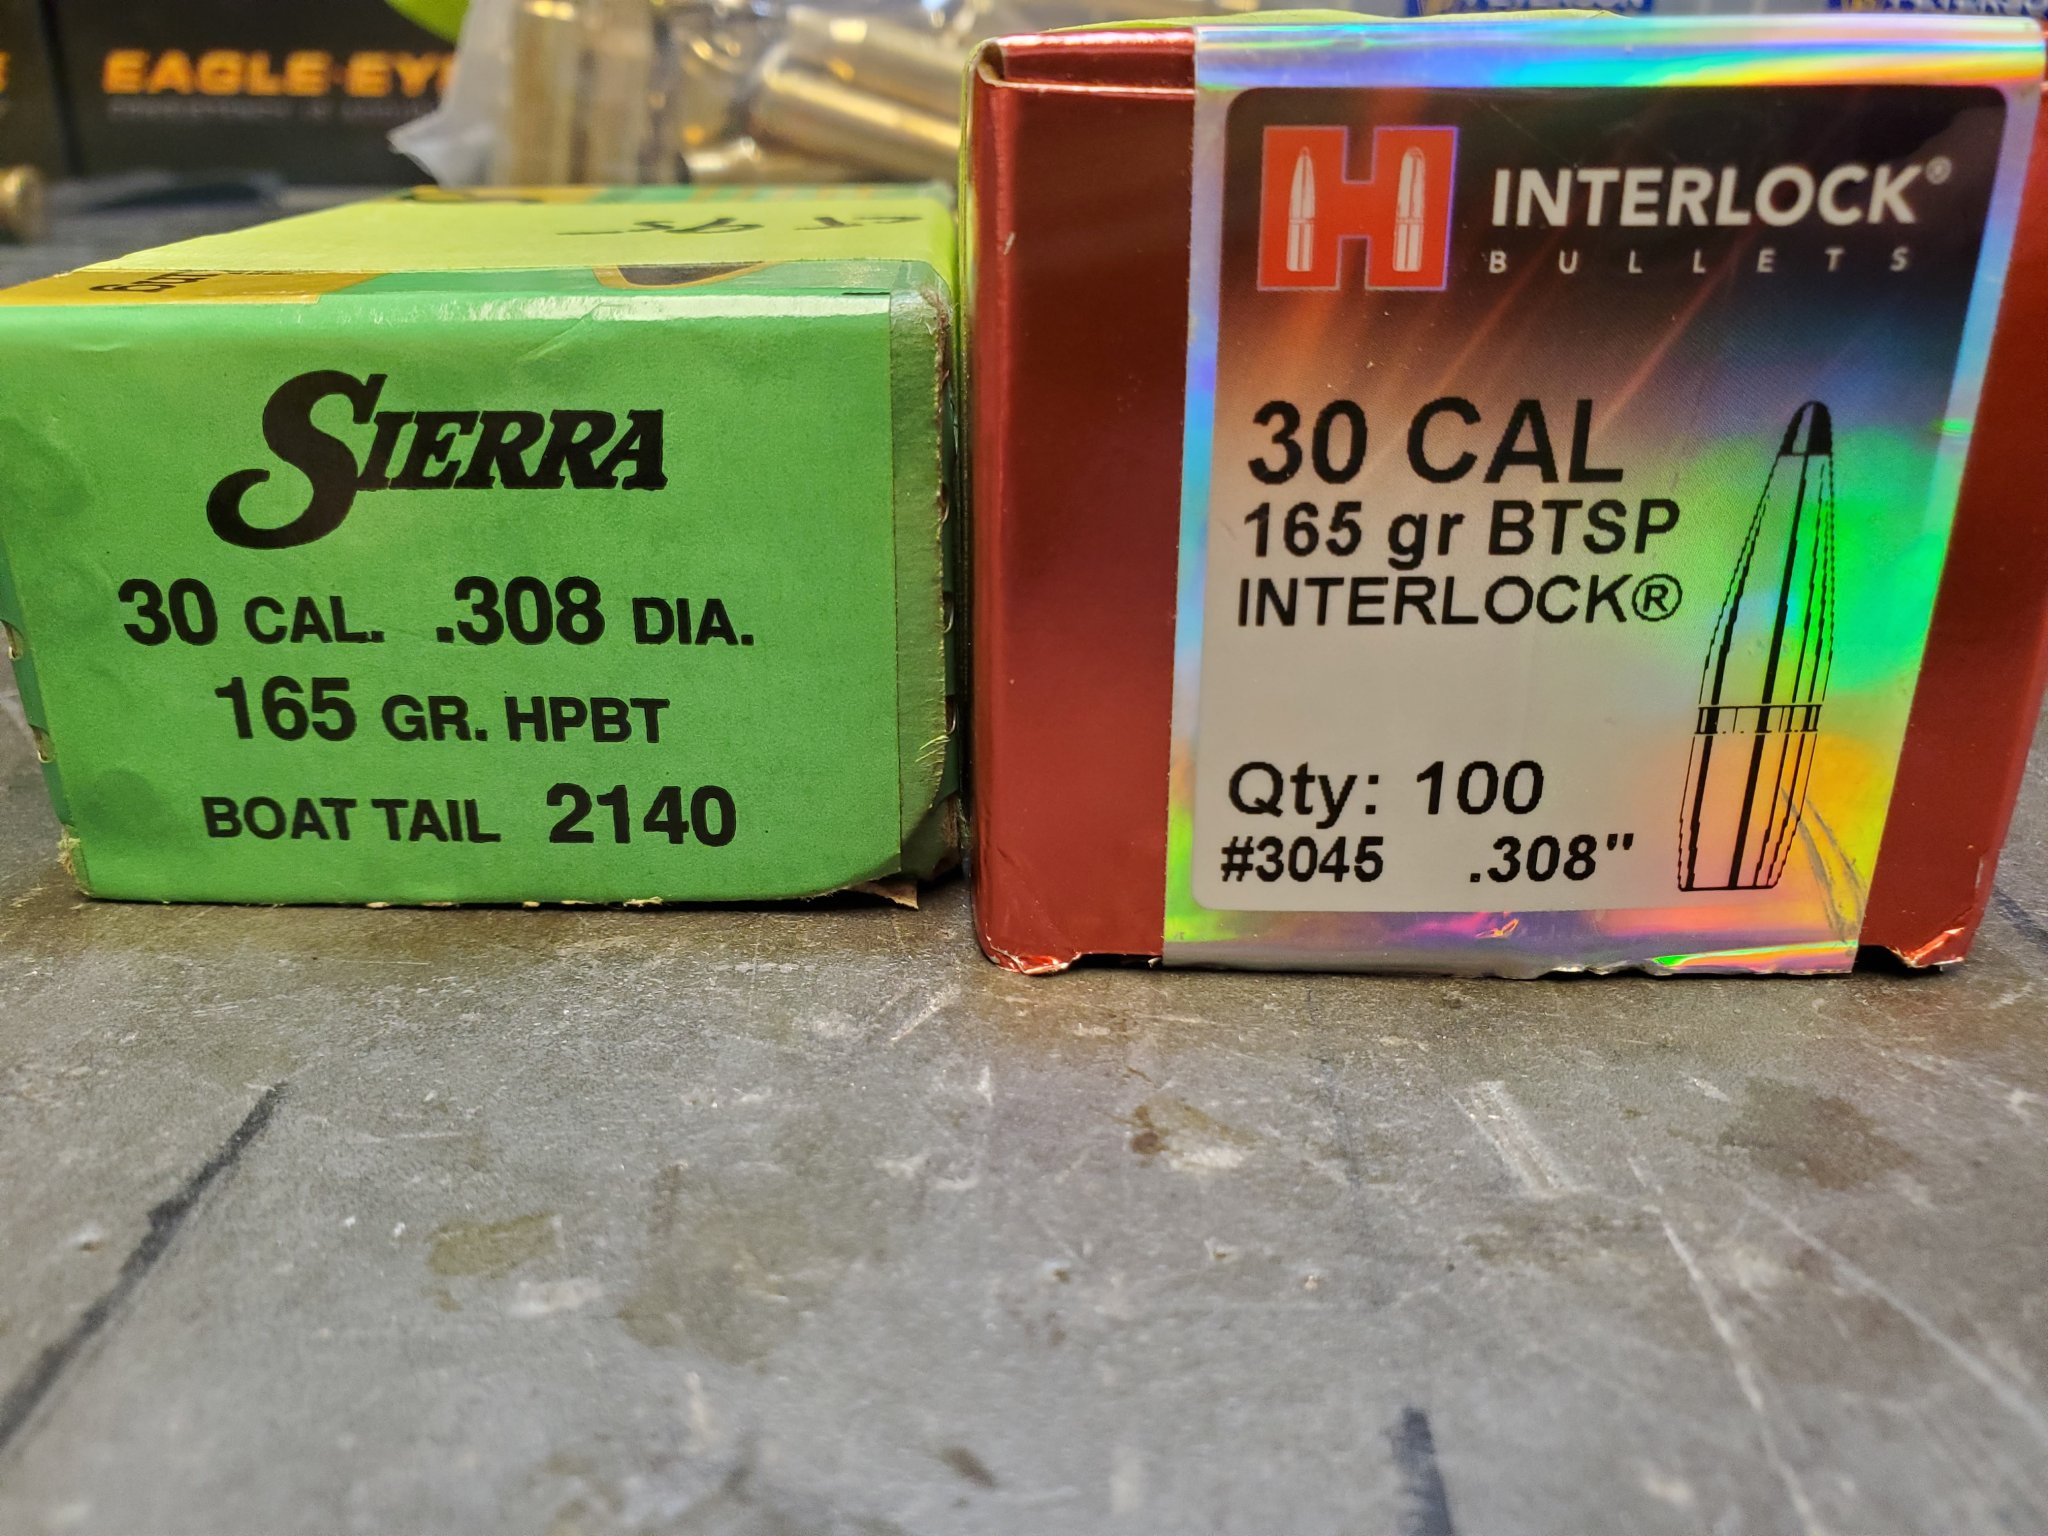 EAGLE-EY
SIERRA
30 CAL. .308 DIA.
165 GR. HPBT
BOAT TAIL 2140
H INTERLOCK®
BULLETS
30 CAL
165 gr BTSP
INTERLOCK®
Qty: 100
#3045 .308"